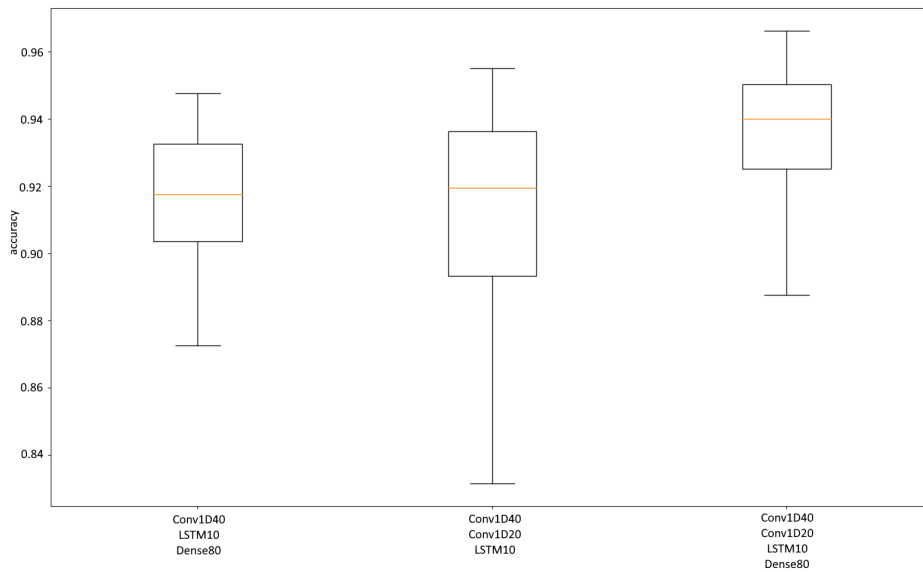 0.96
0.94
0.92
0.90
0.88
0.86
0.84
accuracy
Conv1D40
LSTM10
Dense80
Conv1D40
Conv1D20
LSTM10
Conv1D40
Conv1D20
LSTM10
Dense80